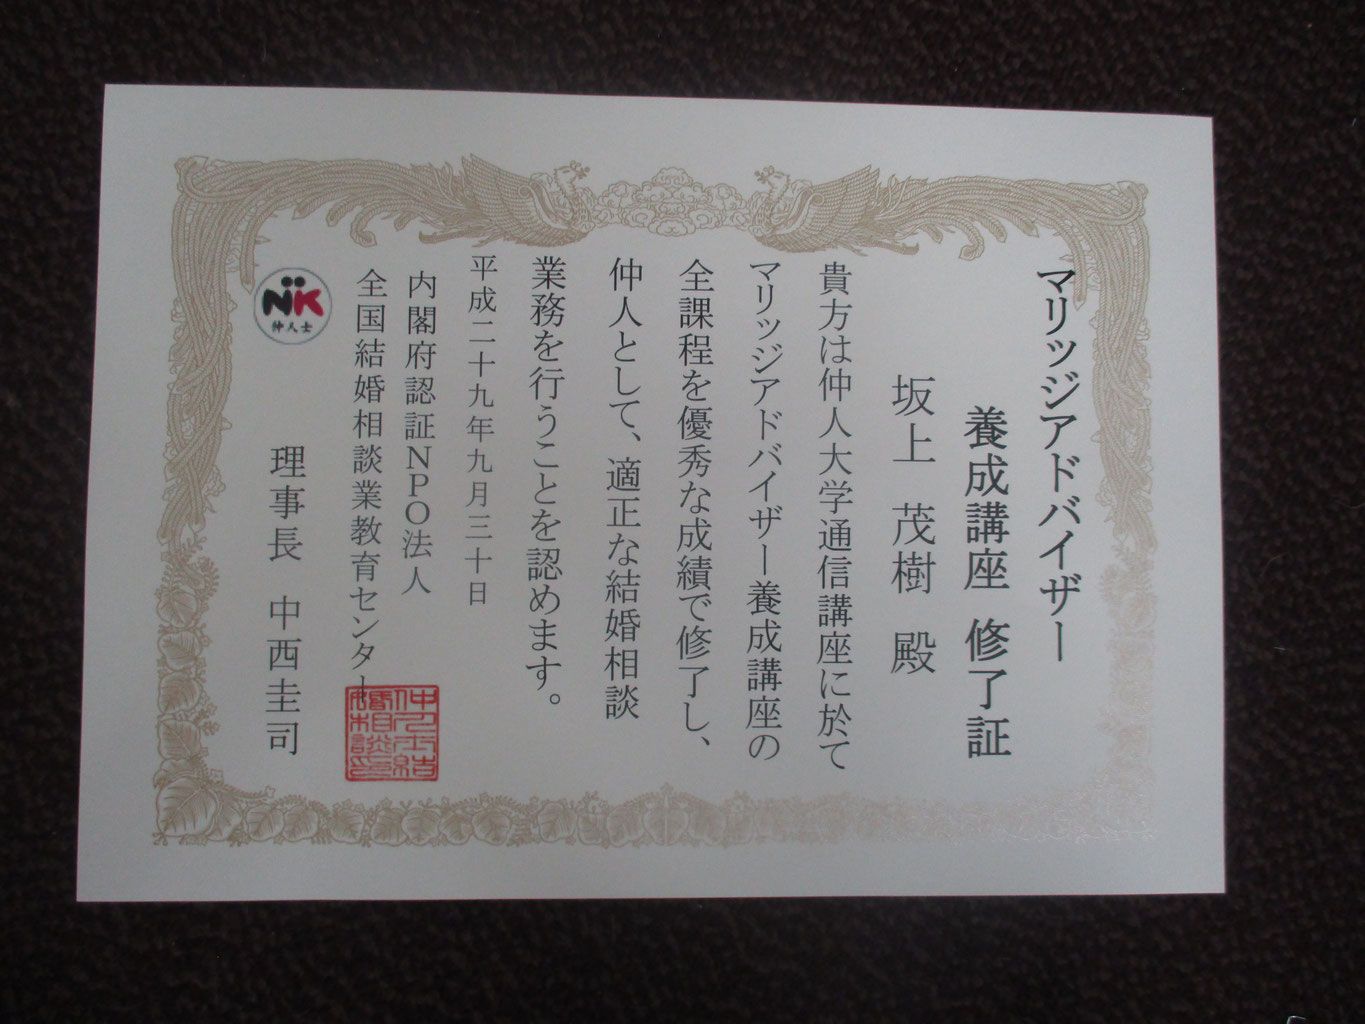 マリッジアドバイザー
養成講座 修了証
坂上 茂樹 殿
貴方は仲人大学通信講座に於て
マリッジアドバイザー養成講座の
全課程を優秀な成績で修了し、
仲人として、適正な結婚相談
業務を行うことを認めます。
平成二十九年九月三十日
内閣府認証NPO法人
全国結婚相談業教育センター
理事長 中西圭司
NK
仲人士